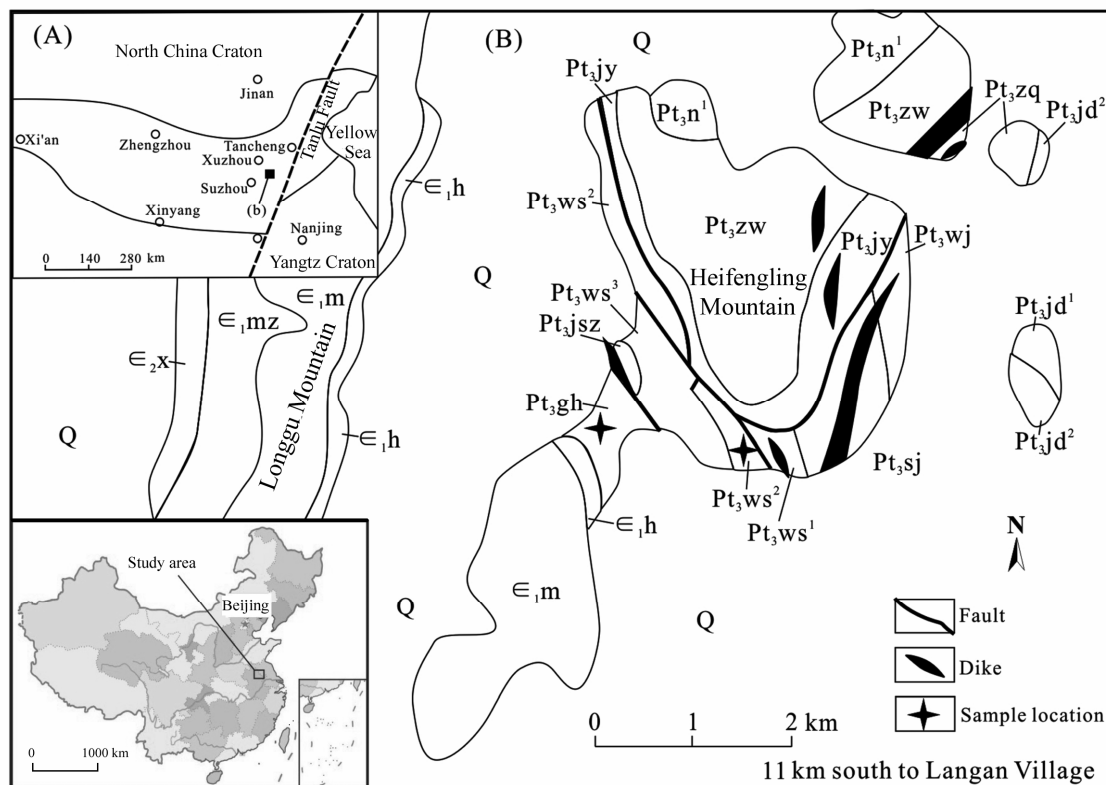 (A)
North China Craton
Jinan
Xi'an
Zhengzhou
Tancheng
Xuzhou
Suzhou
(b)
Xinyang
Nanjing
Tanlu Fault
Yellow
Sea
Yangtz Craton
0 140 280 km
∈₁h
∈₁m
∈₁mz
∈₂x
Q
Longgu Mountain
∈₁h
Study area
Beijing
0 1000 km
(B)
Q
Pt₃jy
Pt₃n¹
Pt₃n¹
Pt₃zw
Pt₃zq
Pt₃jd²
Pt₃ws²
Pt₃zw
Pt₃jy
Pt₃wj
Q
Heifengling
Mountain
Pt₃ws³
Pt₃jsz
Pt₃gh
Pt₃jd¹
Pt₃jd²
Pt₃sj
Pt₃ws²
Pt₃ws¹
∈₁h
∈₁m
Q
Q
N
Fault
Dike
Sample location
0 1 2 km
11 km south to Langan Village